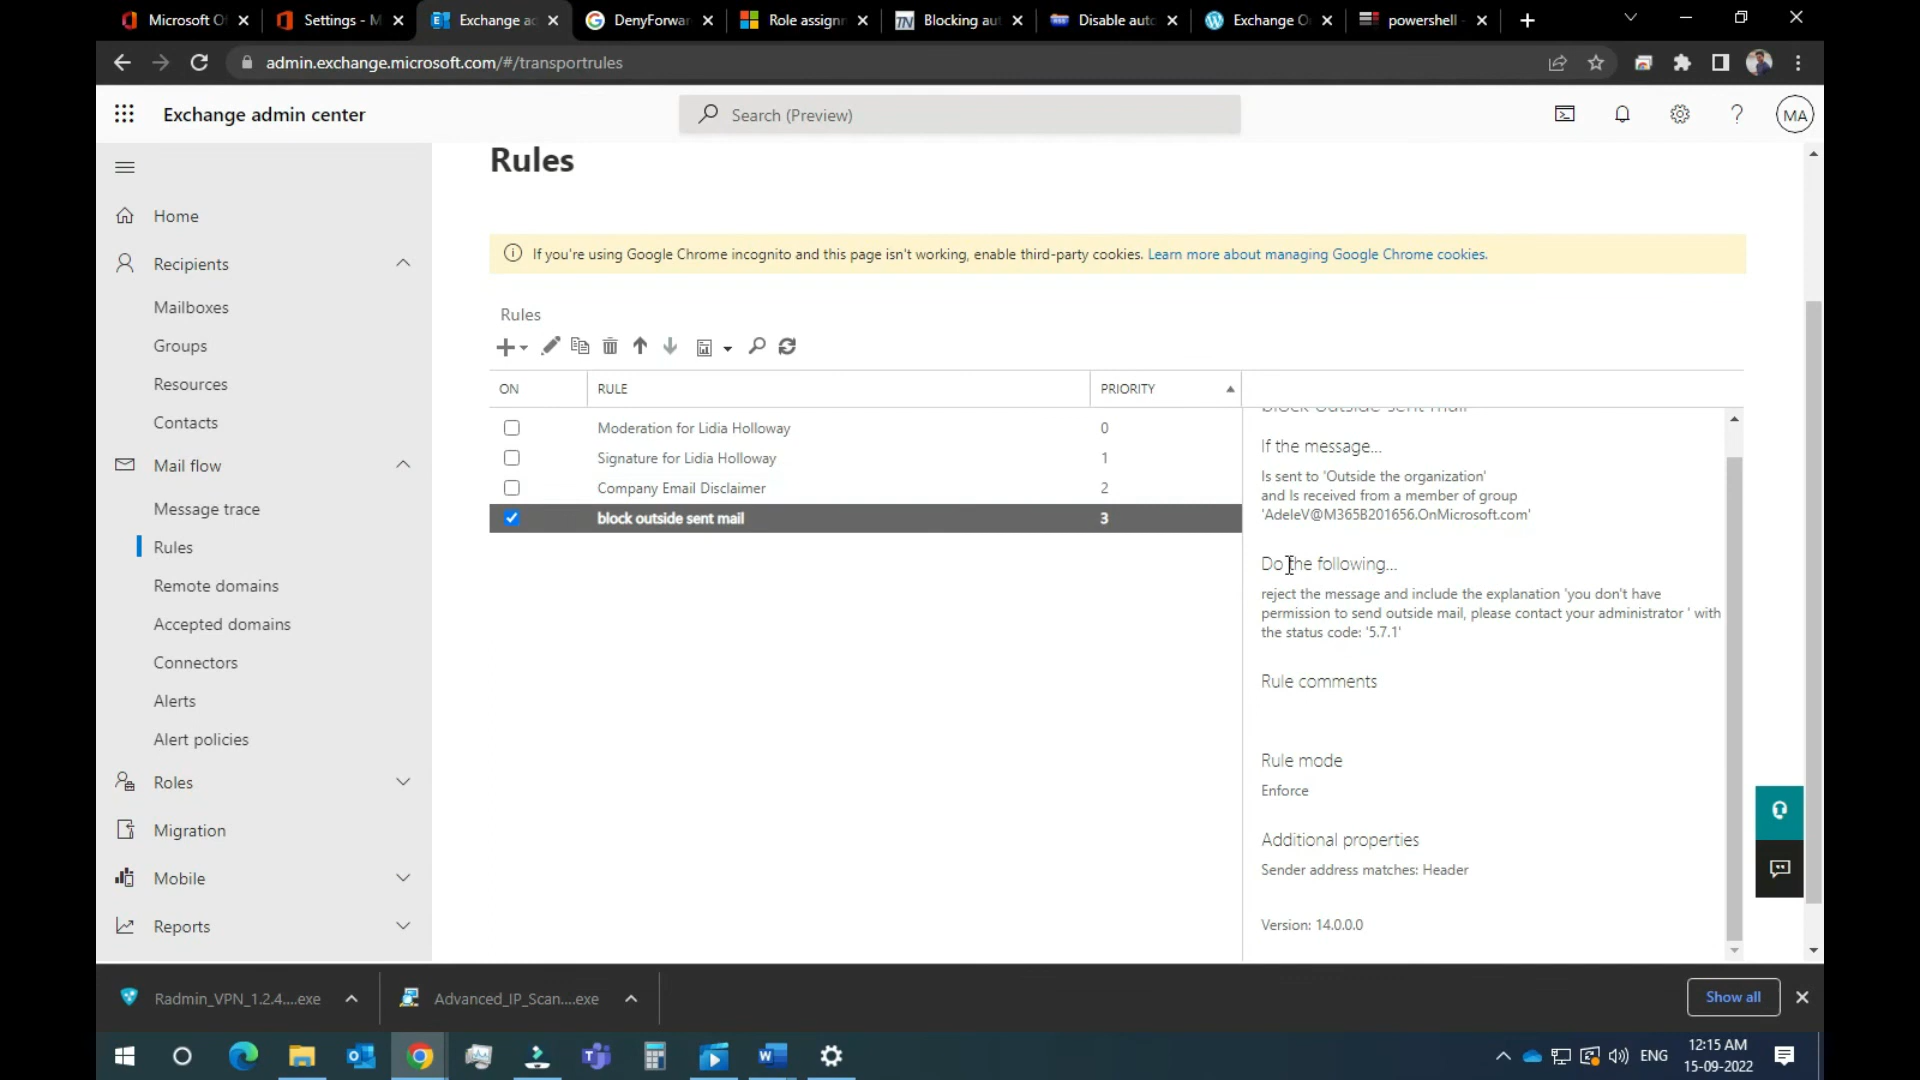 Microsoft O
Settings - M
Exchange ad
DenyForwar
Role assignm
Blocking aut
Disable auto
Exchange O
powershell -
admin.exchange.microsoft.com/#/transportrules
Exchange admin center
Search (Preview)
MA
Rules
Home
If you're using Google Chrome incognito and this page isn't working, enable third-party cookies. Learn more about managing Google Chrome cookies.
Recipients
Mailboxes
Groups
Resources
Contacts
Mail flow
Message trace
Rules
Remote domains
Accepted domains
Connectors
Alerts
Alert policies
Roles
Migration
Mobile
Reports
Rules
ON RULE PRIORITY
Moderation for Lidia Holloway 0
Signature for Lidia Holloway 1
Company Email Disclaimer 2
block outside sent mail 3
block outside sent mail
If the message...
Is sent to 'Outside the organization'
and Is received from a member of group
'AdeleV@M365B201656.OnMicrosoft.com'
Do the following...
reject the message and include the explanation 'you don't have
permission to send outside mail, please contact your administrator ' with
the status code: '5.7.1'
Rule comments
Rule mode
Enforce
Additional properties
Sender address matches: Header
Version: 14.0.0.0
Radmin_VPN_1.2.4....exe
Advanced_IP_Scan....exe
Show all
ENG
12:15 AM
15-09-2022